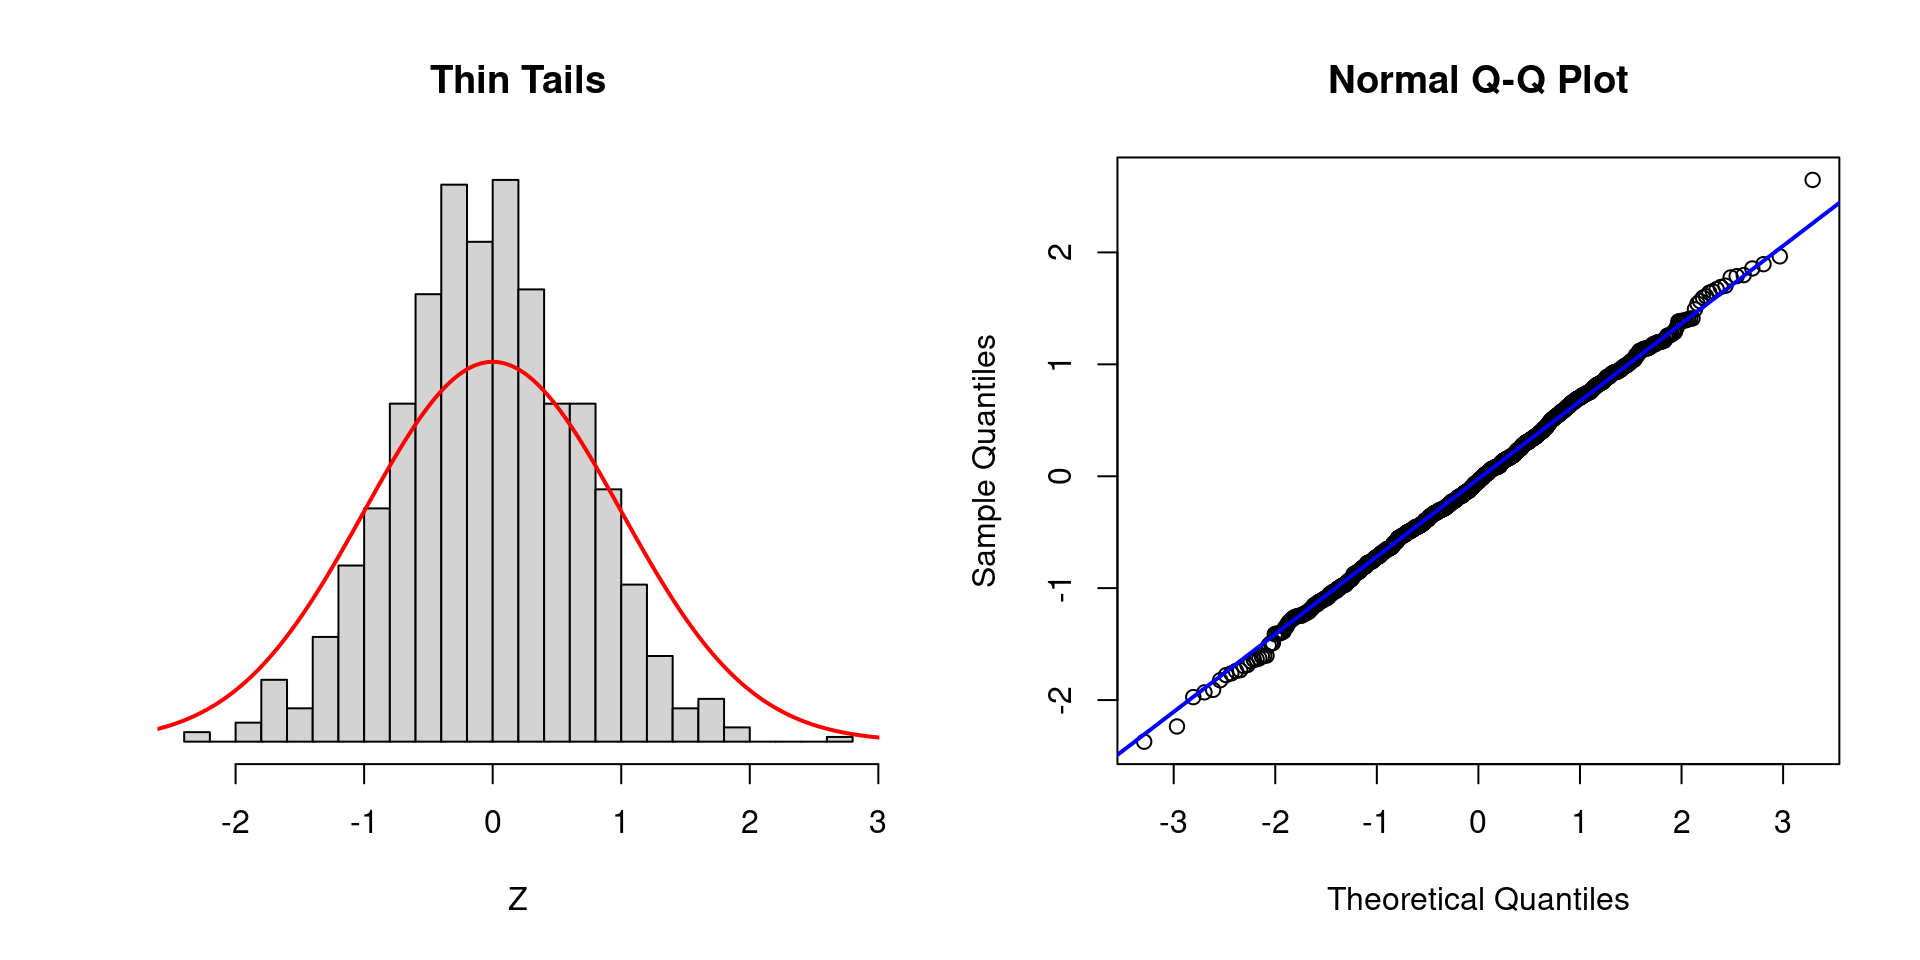 Thin Tails
-2 -1 0 1 2 3
Z
Normal Q-Q Plot
Sample Quantiles
2
1
0
-1
-2
-3 -2 -1 0 1 2 3
Theoretical Quantiles